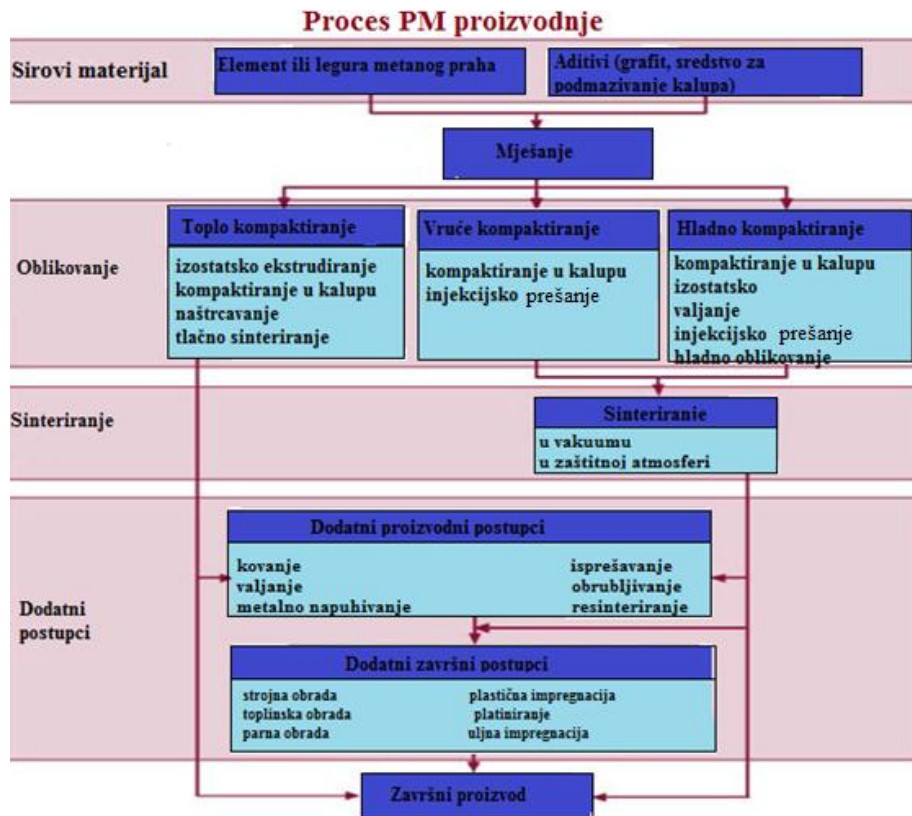 Proces PM proizvodnje
Sirovi materijal
Element ili legura metanog praha
Aditivi (grafit, sredstvo za
podmazivanje kalupa)
Mješanje
Oblikovanje
Toplo kompaktiranje
izostatsko ekstrudiranje
kompaktiranje u kalupu
naštrcavanje
tlačno sinteriranje
Vruće kompaktiranje
kompaktiranje u kalupu
injekcijsko prešanje
Hladno kompaktiranje
kompaktiranje u kalupu
izostatsko
valjanje
injekcijsko prešanje
hladno oblikovanje
Sinteriranje
Sinteriranje
u vakuumu
u zaštitnoj atmosferi
Dodatni
postupci
Dodatni proizvodni postupci
kovanje
valjanje
metalno napuhivanje
isprešavanje
obrubljivanje
resinteriranje
Dodatni završni postupci
strojna obrada
toplinska obrada
parna obrada
plastična impregnacija
platiniranje
uljna impregnacija
Završni proizvod